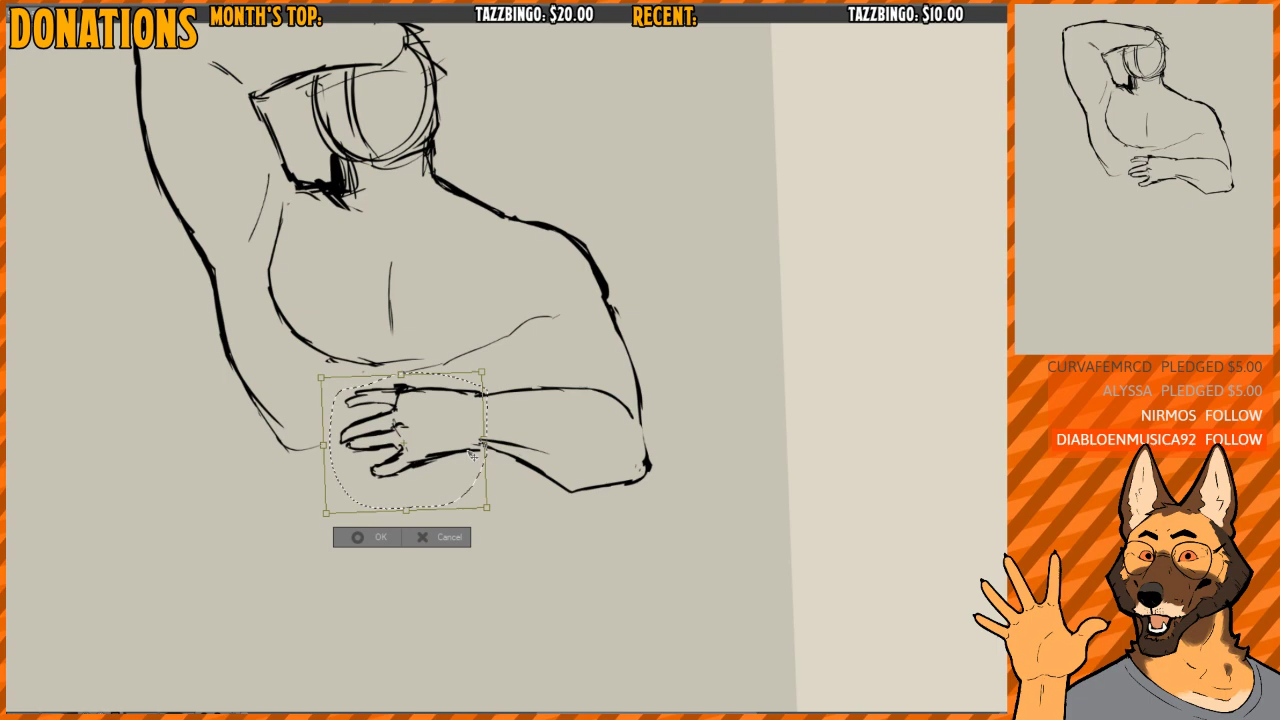 DONATIONS
MONTH'S TOP:
TAZZBINGO: $20.00
RECENT:
TAZZBINGO: $10.00
CURVAFEMRCD PLEDGED $5.00
ALYSSA PLEDGED $5.00
NIRMOS FOLLOW
DIABLOENMUSICA92 FOLLOW
OK
Cancel